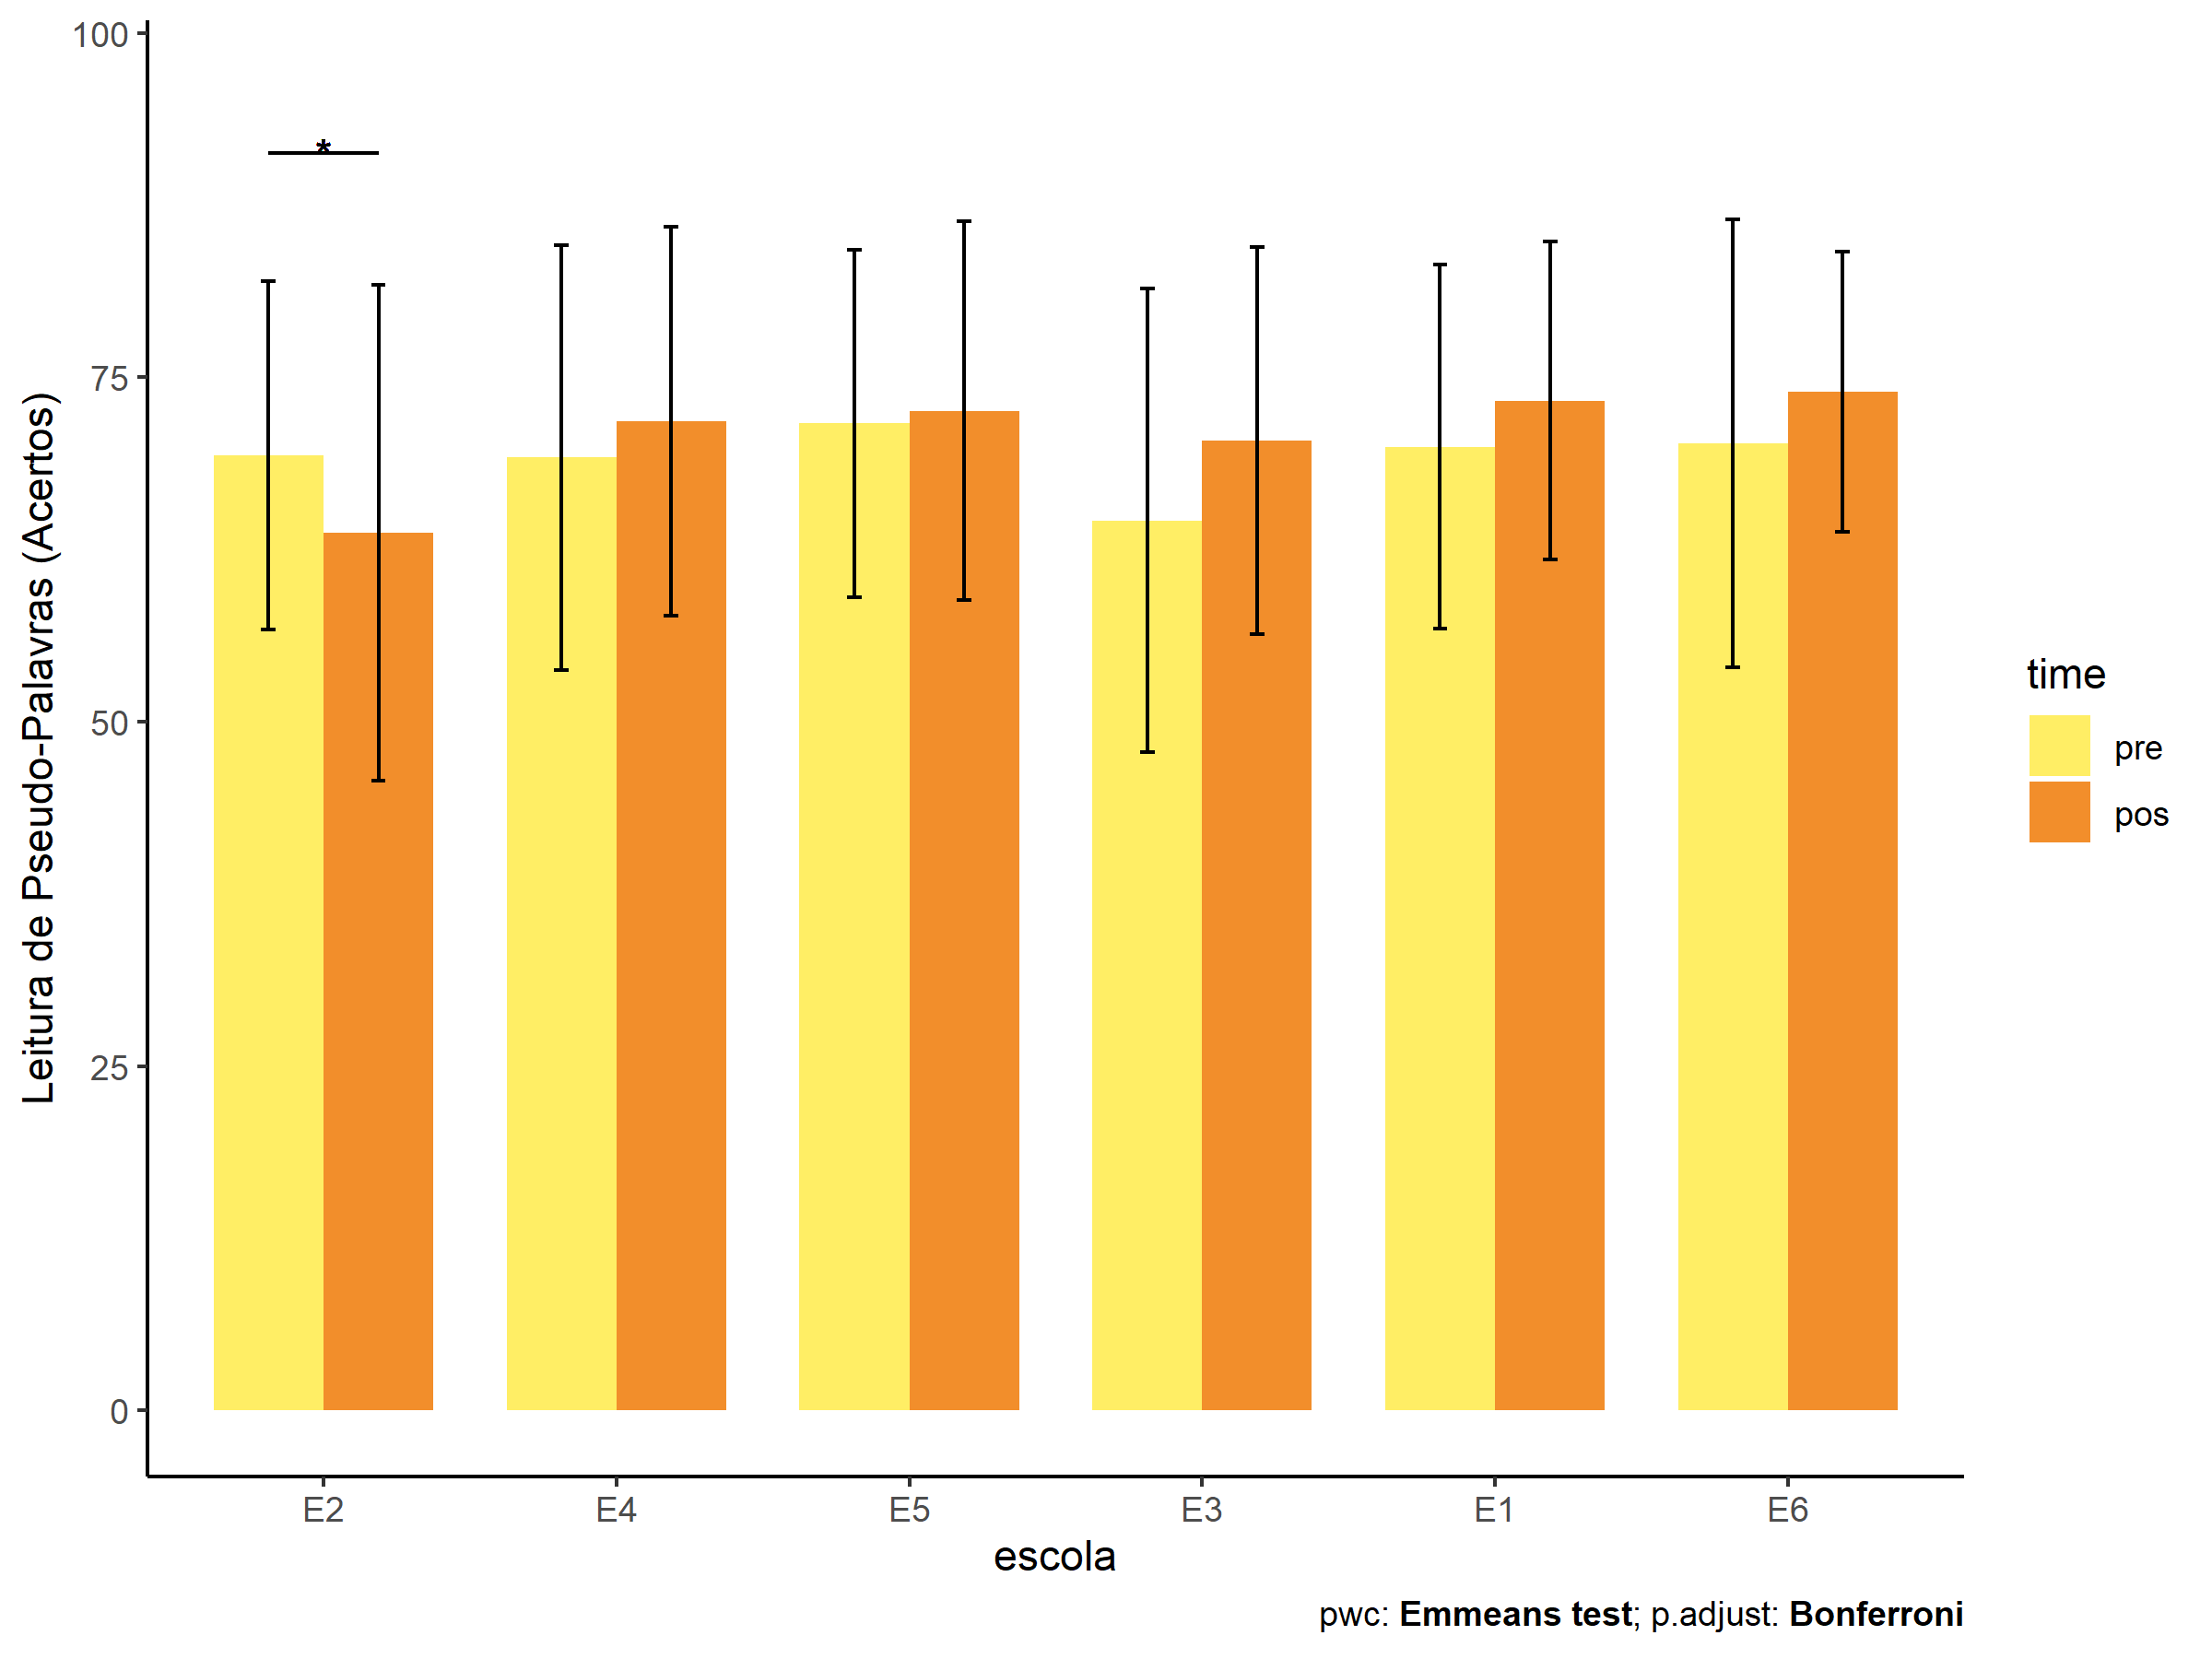 100
75
50
25
0
Leitura de Pseudo-Palavras (Acertos)
*
time
pre
pos
E2
E4
E5
E3
E1
E6
escola
pwc: Emmeans test; p.adjust: Bonferroni